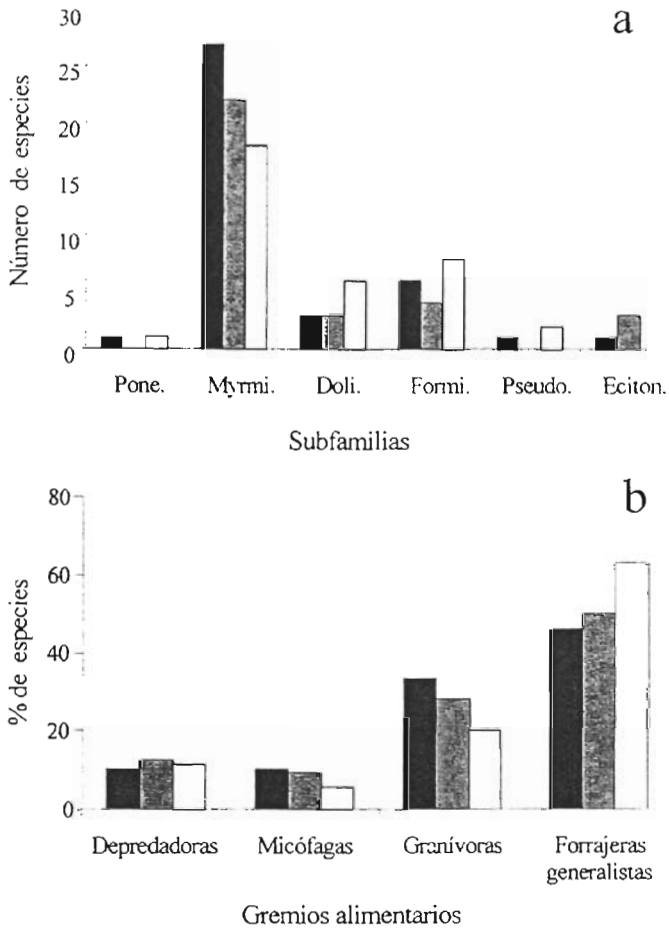 a
Número de especies
30
25
20
15
10
5
0
Pone. Myrmi. Doli. Formi. Pseudo. Eciton.
Subfamilias
b
% de especies
80
60
40
20
0
Depredadoras Micófagas Granívoras Forrajeras generalistas
Gremios alimentarios